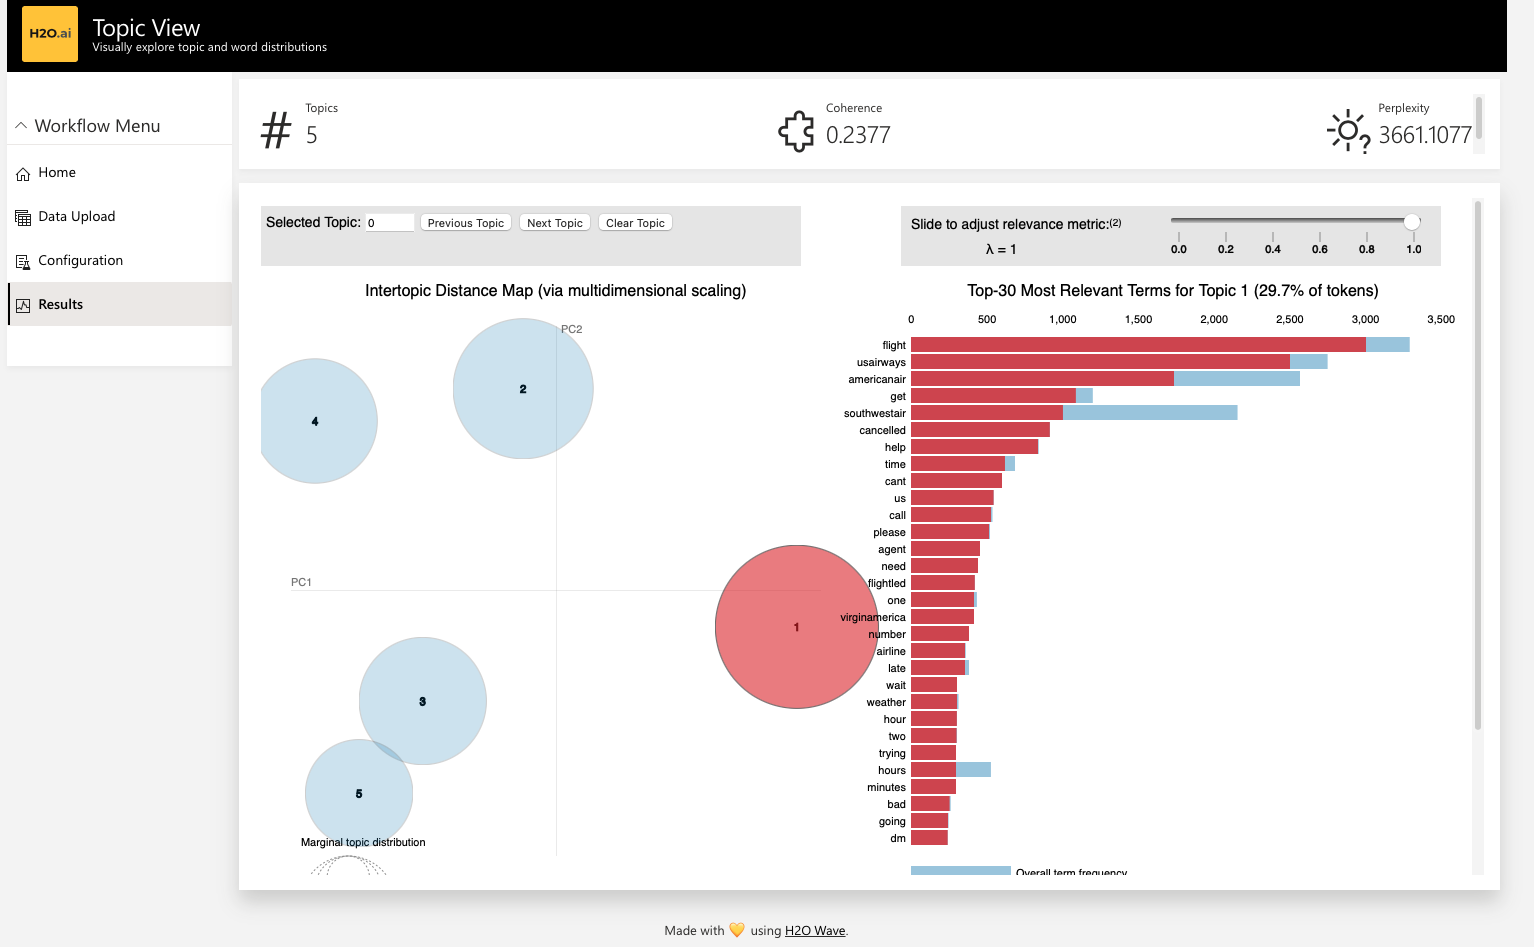 H2O.ai
Topic View
Visually explore topic and word distributions
Workflow Menu
Home
Data Upload
Configuration
Results
Topics
5
Coherence
0.2377
Perplexity
3661.1077
Selected Topic: 0 Previous Topic Next Topic Clear Topic
Slide to adjust relevance metric:(2)
λ = 1
0.0 0.2 0.4 0.6 0.8 1.0
Intertopic Distance Map (via multidimensional scaling)
PC2
PC1
4
2
1
3
5
Marginal topic distribution
Top-30 Most Relevant Terms for Topic 1 (29.7% of tokens)
0 500 1,000 1,500 2,000 2,500 3,000 3,500
flight
usairways
americanair
get
southwestair
cancelled
help
time
cant
us
call
please
agent
need
flightled
one
virginamerica
number
airline
late
wait
weather
hour
two
trying
hours
minutes
bad
going
dm
Overall term frequency
Made with 💛 using H2O Wave.